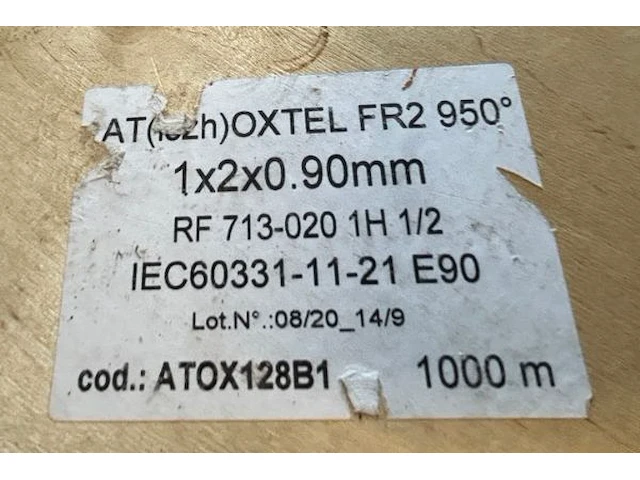 OXTEL FR2 950°
1x2x0.90mm
RF 713-020 1H 1/2
IEC60331-11-21 E90
Lot.N°.:08/20_14/9
cod.: ATOX128B1 1000 m